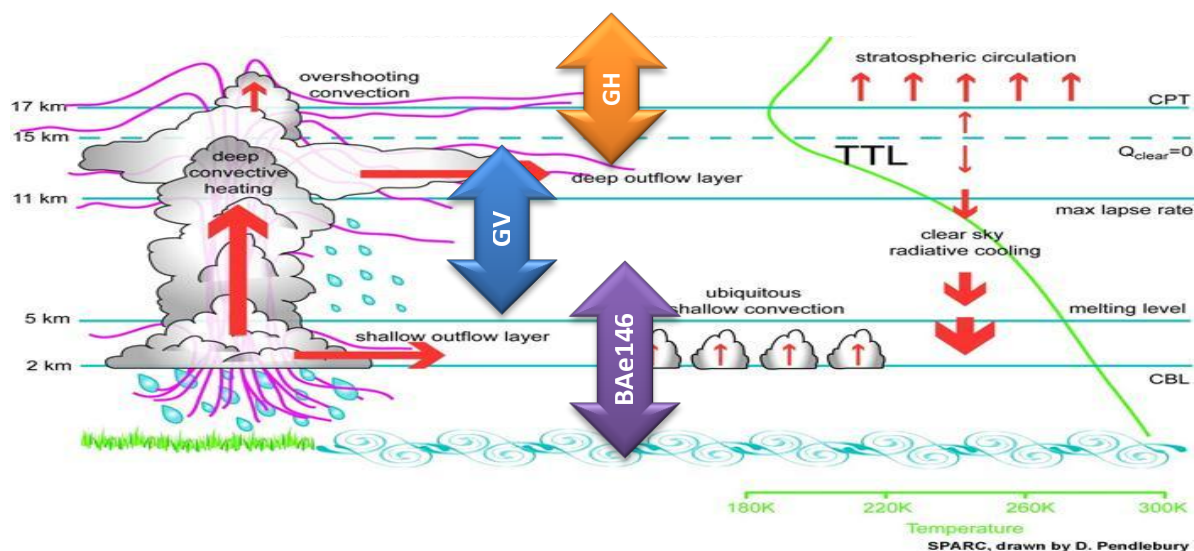 GH
stratospheric circulation
overshooting
convection
17 km
CPT
15 km
TTL
Qclear=0
deep
convective
heating
deep outflow layer
11 km
max lapse rate
GV
clear sky
radiative cooling
ubiquitous
shallow convection
5 km
melting level
shallow outflow layer
BAe146
2 km
CBL
180K
220K
260K
300K
Temperature
SPARC, drawn by D. Pendlebury